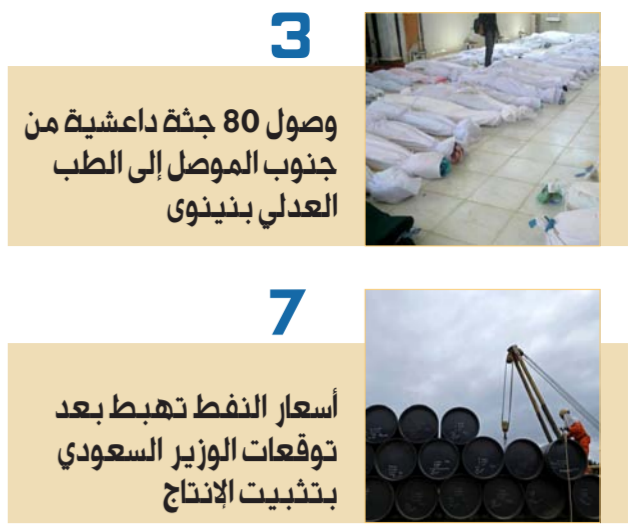 3
وصول 80 جثة داعشية من
جنوب الموصل إلى الطب
العدلي بنينوى
7
أسعار النفط تهبط بعد
توقعات الوزير السعودي
بتثبيت الإنتاج